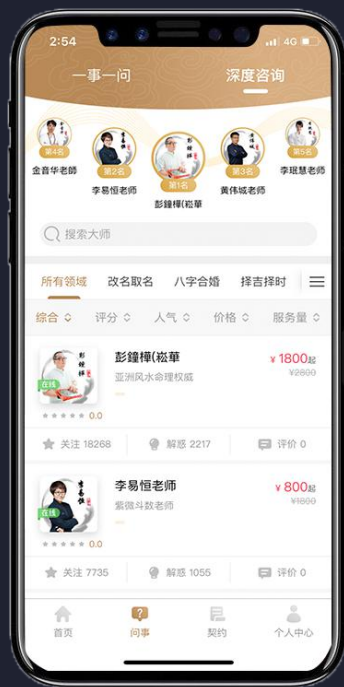 2:54
4G
一事一问
深度咨询
第4名
第2名
第1名
第3名
第5名
金音华老師
李易恒老师
彭鐘樺(崧華
黄伟城老师
李珉慧老师
搜索大师
所有领域
改名取名
八字合婚
择吉择时
综合
评分
人气
价格
服务量
彭鐘樺(崧華
¥ 1800起
亚洲风水命理权威
¥2800
在线
0.0
关注 18268
解惑 2217
评价 0
李易恒老师
¥ 800起
紫微斗数老师
¥1800
在线
0.0
关注 7735
解惑 1055
评价 0
首页
问事
契约
个人中心